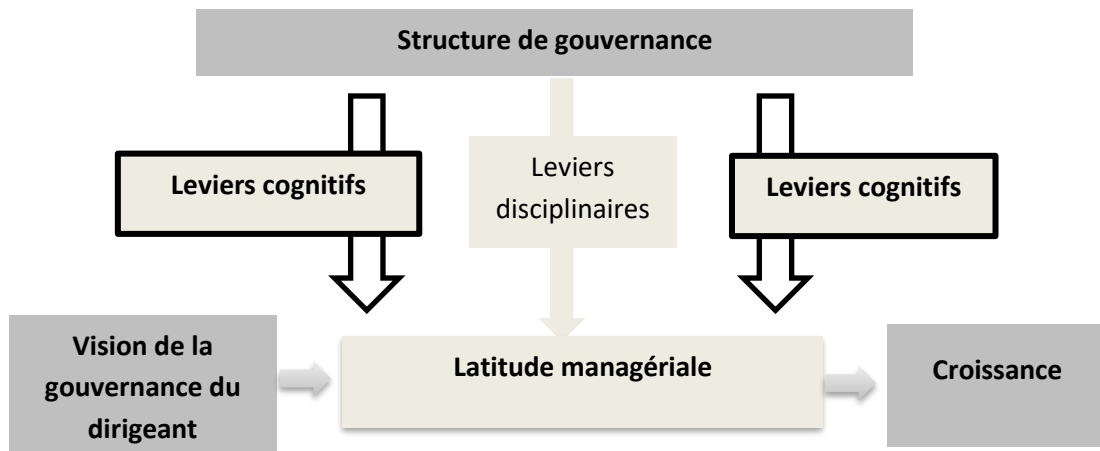 Structure de gouvernance
Leviers cognitifs
Leviers
disciplinaires
Leviers cognitifs
Vision de la
gouvernance du
dirigeant
Latitude managériale
Croissance